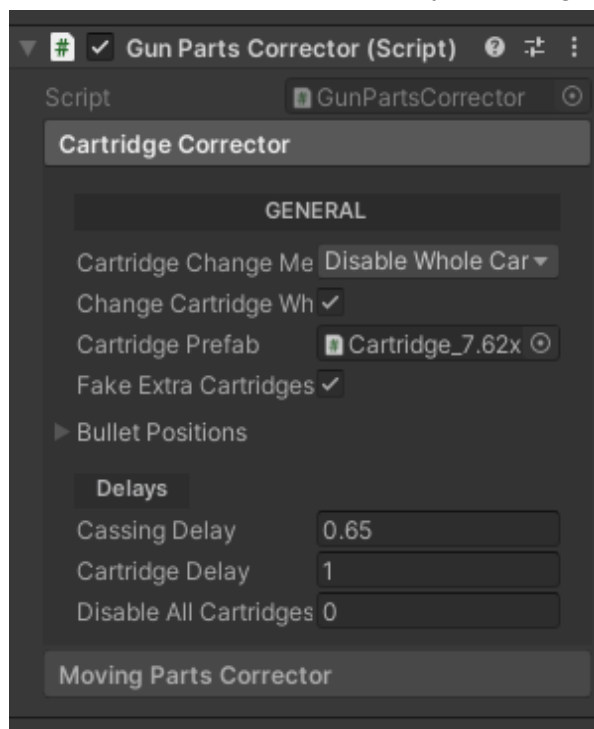 Gun Parts Corrector (Script)
Script GunPartsCorrector
Cartridge Corrector
GENERAL
Cartridge Change Me Disable Whole Car
Change Cartridge Wh
Cartridge Prefab Cartridge_7.62x
Fake Extra Cartridges
Bullet Positions
Delays
Cassing Delay 0.65
Cartridge Delay 1
Disable All Cartridges 0
Moving Parts Corrector